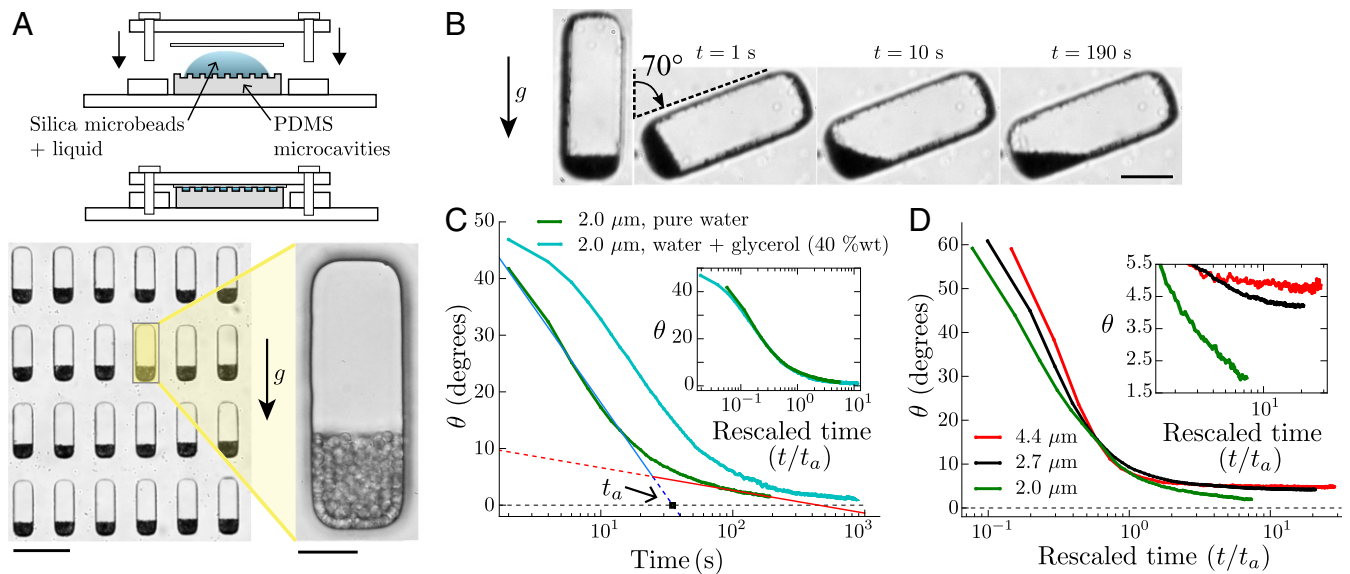 A
Silica microbeads
+ liquid
PDMS
microcavities
g
B
g
70°
t = 1 s
t = 10 s
t = 190 s
C
θ (degrees)
50
40
30
20
10
0
2.0 μm, pure water
2.0 μm, water + glycerol (40 %wt)
t_a
10¹
10²
10³
Time (s)
θ
40
20
0
10⁻¹
10⁰
10¹
Rescaled time
(t/t_a)
D
θ (degrees)
60
50
40
30
20
10
0
4.4 μm
2.7 μm
2.0 μm
10⁻¹
10⁰
10¹
Rescaled time (t/t_a)
θ
5.5
4.5
3.5
2.5
1.5
10¹
Rescaled time
(t/t_a)